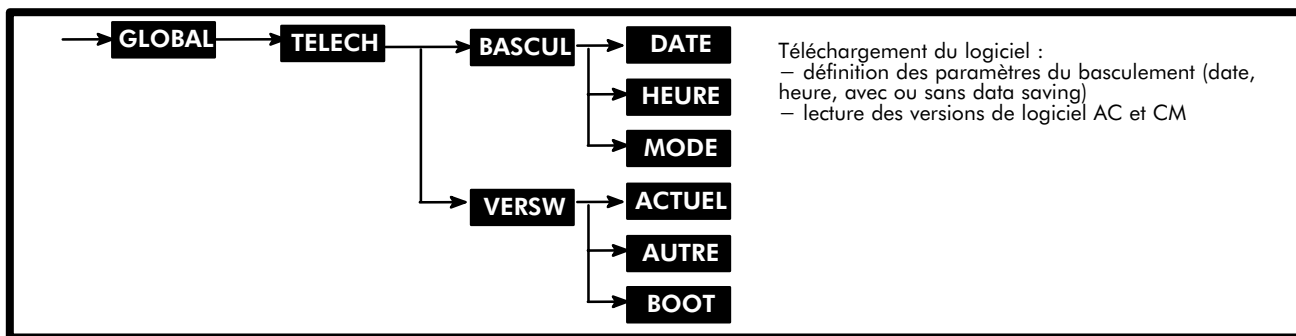 GLOBAL
TELECH
BASCUL
DATE
HEURE
MODE
VERSW
ACTUEL
AUTRE
BOOT
Téléchargement du logiciel :
– définition des paramètres du basculement (date,
heure, avec ou sans data saving)
– lecture des versions de logiciel AC et CM